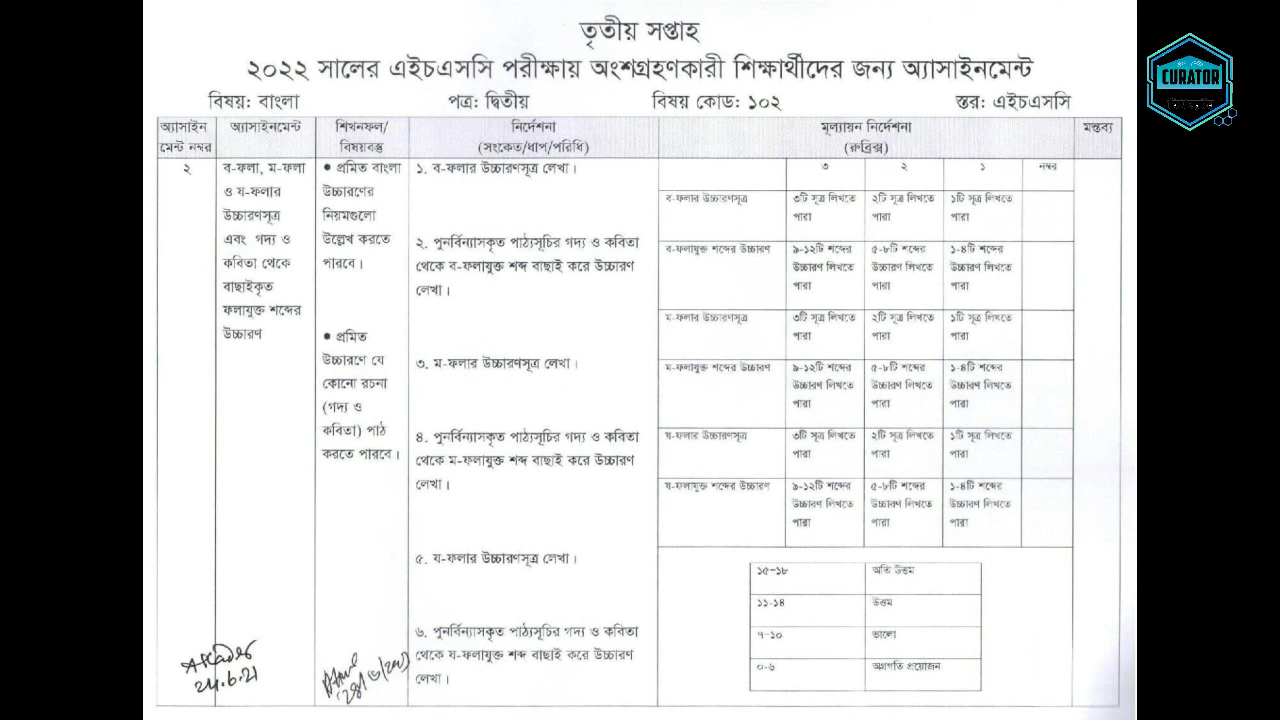 তৃতীয় সপ্তাহ
২০২২ সালের এইচএসসি পরীক্ষায় অংশগ্রহণকারী শিক্ষার্থীদের জন্য অ্যাসাইনমেন্ট
বিষয়: বাংলা পত্র: দ্বিতীয় বিষয় কোড: ১০২ স্তর: এইচএসসি
CURATOR
অ্যাসাইন
মেন্ট নম্বর
অ্যাসাইনমেন্ট
শিখনফল/
বিষয়বস্তু
নির্দেশনা
(সংকেত/ধাপ/পরিধি)
মূল্যায়ন নির্দেশনা
(রুব্রিক্স)
মন্তব্য
২
ব-ফলা, ম-ফলা
ও য-ফলার
উচ্চারণসূত্র
এবং গদ্য ও
কবিতা থেকে
বাছাইকৃত
ফলাযুক্ত শব্দের
উচ্চারণ
• প্রমিত বাংলা
উচ্চারণের
নিয়মগুলো
উল্লেখ করতে
পারবে।
• প্রমিত
উচ্চারণে যে
কোনো রচনা
(গদ্য ও
কবিতা) পাঠ
করতে পারবে।
১. ব-ফলার উচ্চারণসূত্র লেখা।
২. পুনর্বিন্যাসকৃত পাঠ্যসূচির গদ্য ও কবিতা
থেকে ব-ফলাযুক্ত শব্দ বাছাই করে উচ্চারণ
লেখা।
৩. ম-ফলার উচ্চারণসূত্র লেখা।
৪. পুনর্বিন্যাসকৃত পাঠ্যসূচির গদ্য ও কবিতা
থেকে ম-ফলাযুক্ত শব্দ বাছাই করে উচ্চারণ
লেখা।
৫. য-ফলার উচ্চারণসূত্র লেখা।
৬. পুনর্বিন্যাসকৃত পাঠ্যসূচির গদ্য ও কবিতা
থেকে য-ফলাযুক্ত শব্দ বাছাই করে উচ্চারণ
লেখা।
৩ ২ ১ নম্বর
ব-ফলার উচ্চারণসূত্র ৩টি সূত্র লিখতে ২টি সূত্র লিখতে ১টি সূত্র লিখতে
পারা পারা পারা
ব-ফলাযুক্ত শব্দের উচ্চারণ ৯-১২টি শব্দের ৫-৮টি শব্দের ১-৪টি শব্দের
উচ্চারণ লিখতে উচ্চারণ লিখতে উচ্চারণ লিখতে
পারা পারা পারা
ম-ফলার উচ্চারণসূত্র ৩টি সূত্র লিখতে ২টি সূত্র লিখতে ১টি সূত্র লিখতে
পারা পারা পারা
ম-ফলাযুক্ত শব্দের উচ্চারণ ৯-১২টি শব্দের ৫-৮টি শব্দের ১-৪টি শব্দের
উচ্চারণ লিখতে উচ্চারণ লিখতে উচ্চারণ লিখতে
পারা পারা পারা
য-ফলার উচ্চারণসূত্র ৩টি সূত্র লিখতে ২টি সূত্র লিখতে ১টি সূত্র লিখতে
পারা পারা পারা
য-ফলাযুক্ত শব্দের উচ্চারণ ৯-১২টি শব্দের ৫-৮টি শব্দের ১-৪টি শব্দের
উচ্চারণ লিখতে উচ্চারণ লিখতে উচ্চারণ লিখতে
পারা পারা পারা
১৫-১৮ অতি উত্তম
১১-১৪ উত্তম
৭-১০ ভালো
০-৬ অগ্রগতি প্রয়োজন
24.6.21